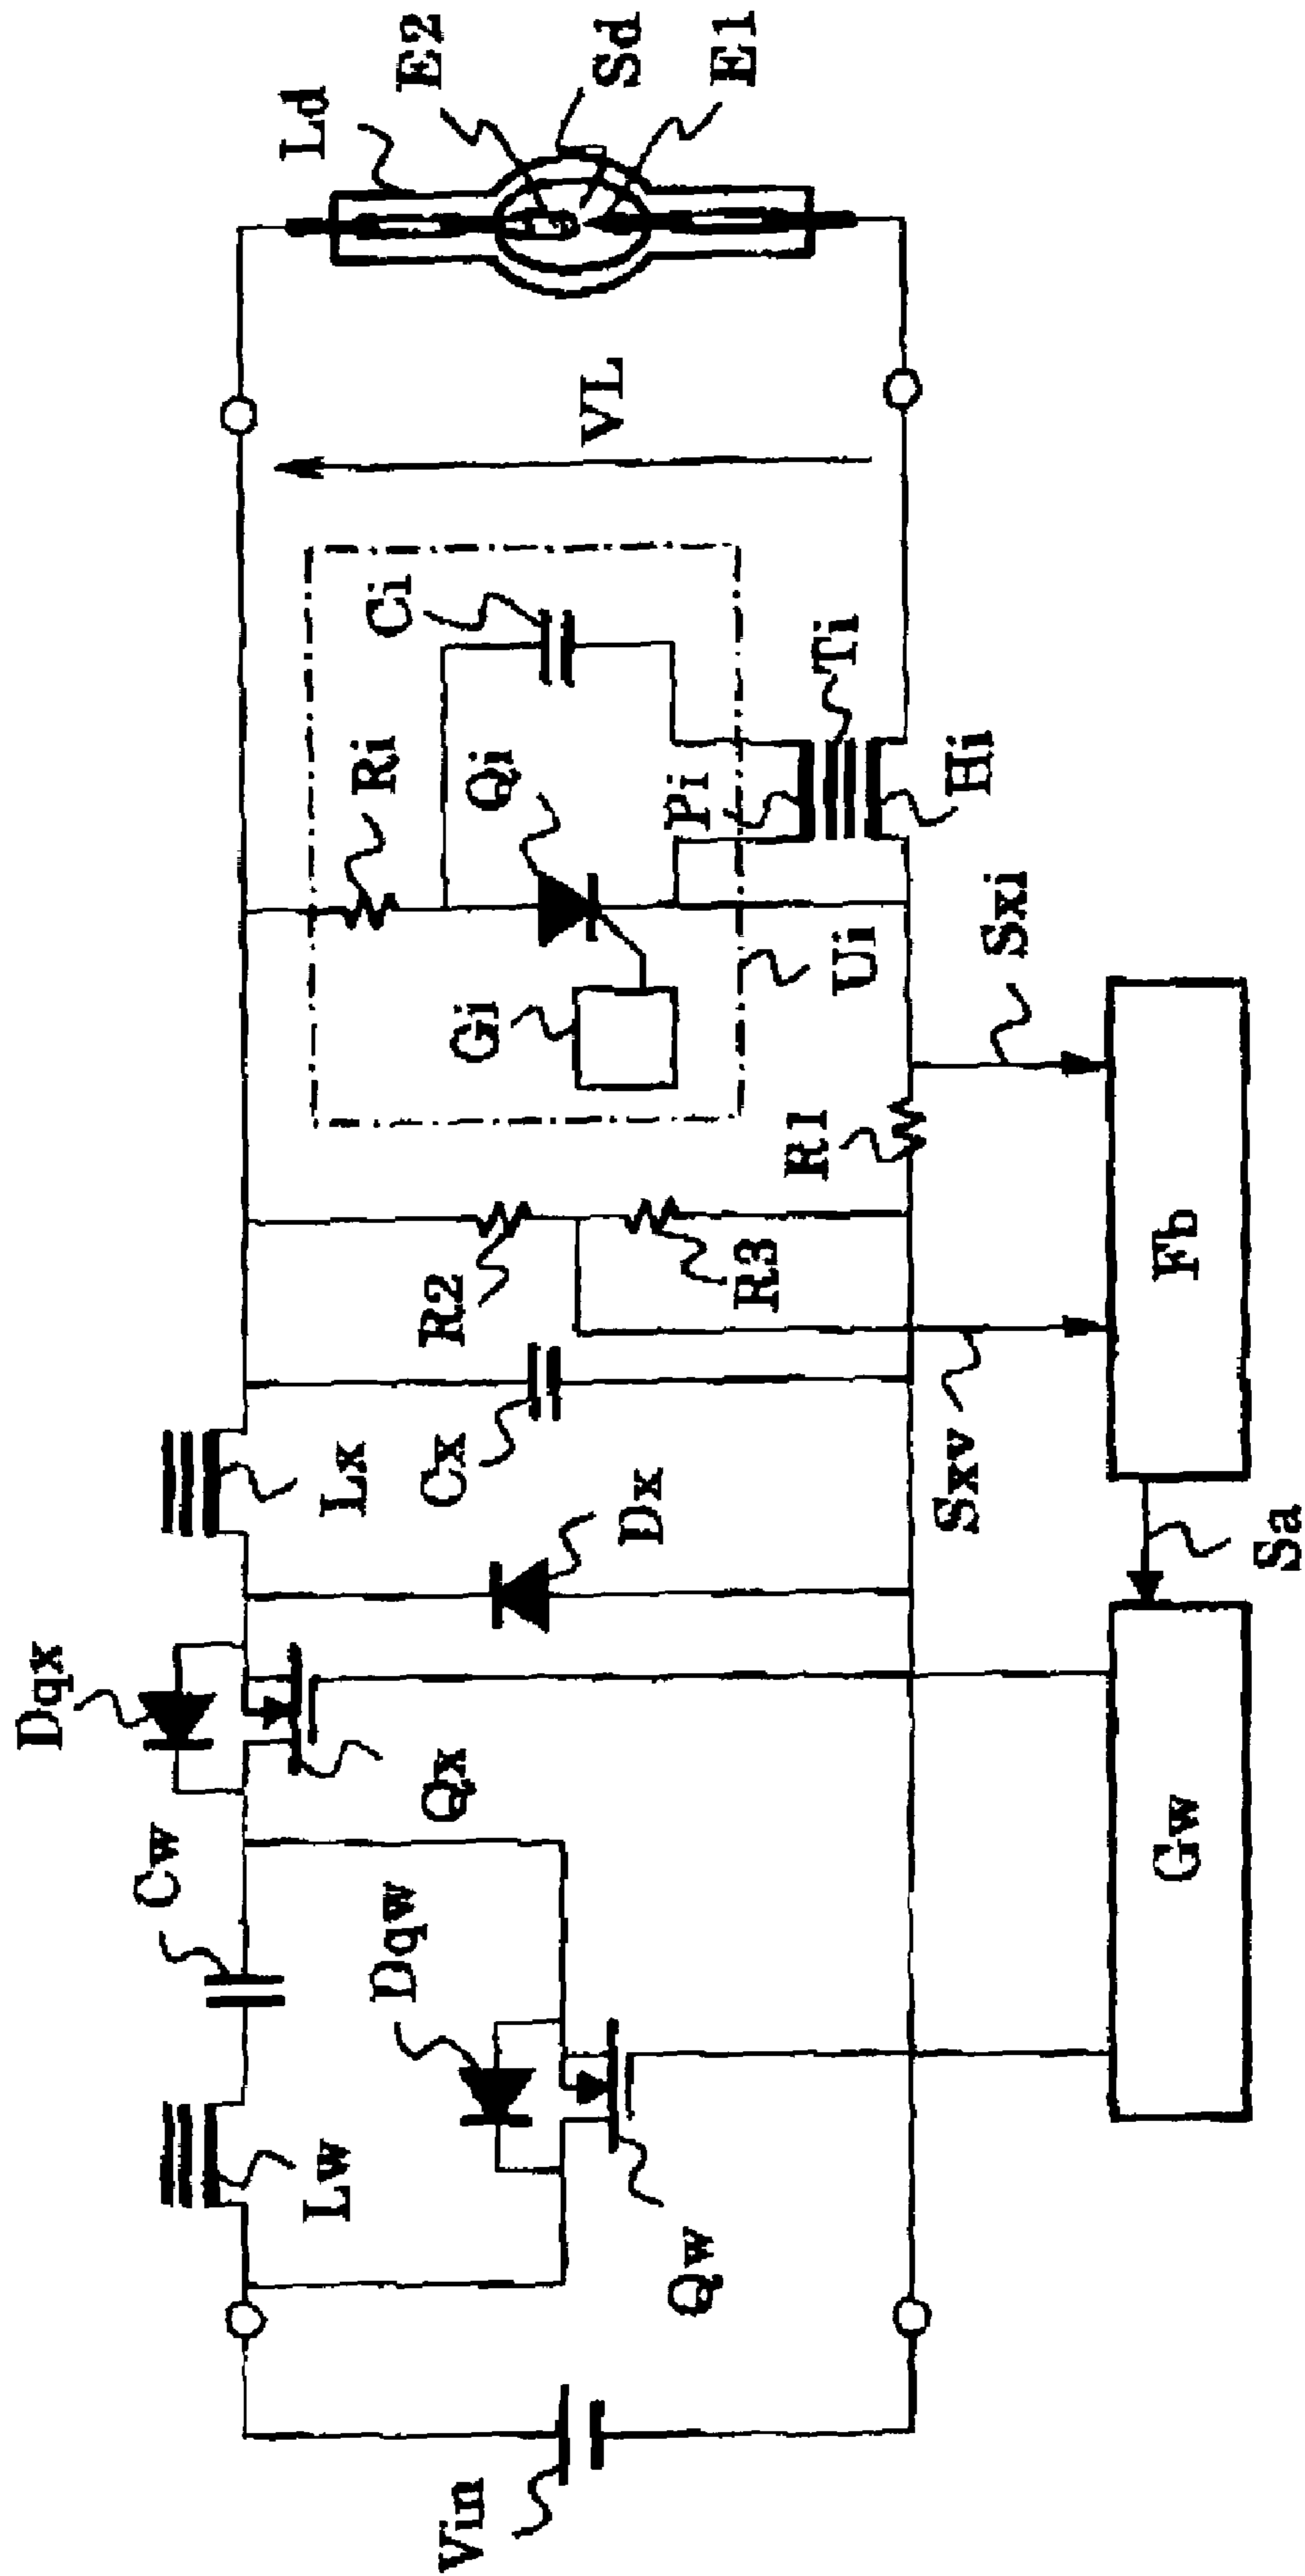 Ld
E2
Sd
E1
VL
Ci
Ri
Qi
Pi
Ti
Hi
Gi
Ui
Sxi
R1
R2
R3
Fb
Lx
Cx
Dx
Sxv
Sa
Dqx
Qx
Cw
Dqw
Gw
Lw
Qw
Vin